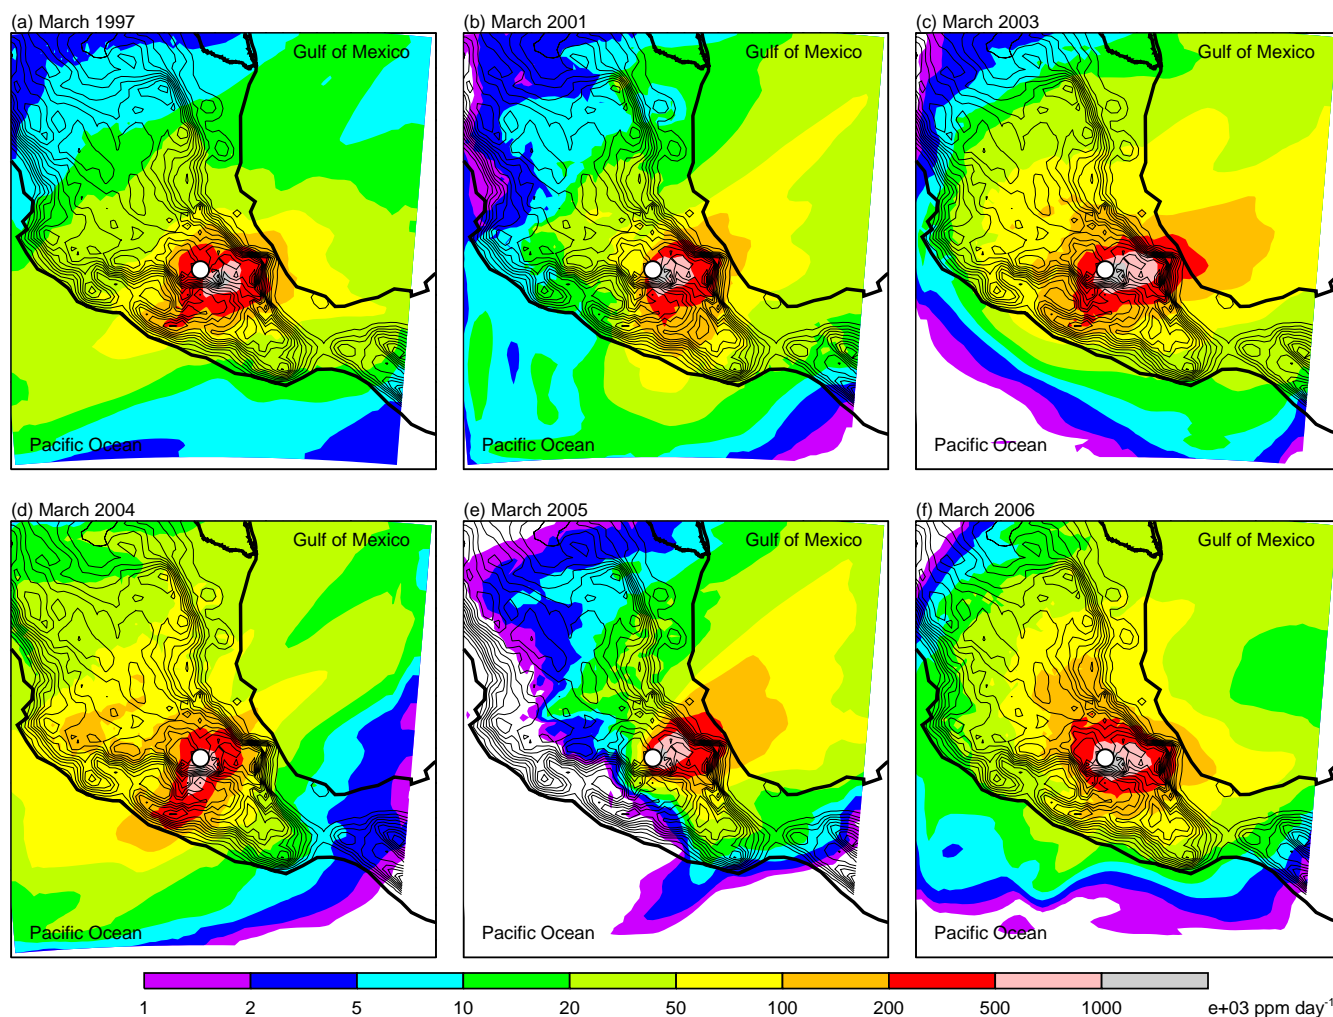 (a) March 1997
(b) March 2001
(c) March 2003
Gulf of Mexico
Gulf of Mexico
Gulf of Mexico
Pacific Ocean
Pacific Ocean
Pacific Ocean
(d) March 2004
(e) March 2005
(f) March 2006
Gulf of Mexico
Gulf of Mexico
Gulf of Mexico
Pacific Ocean
Pacific Ocean
Pacific Ocean
1 2 5 10 20 50 100 200 500 1000 e+03 ppm day⁻¹